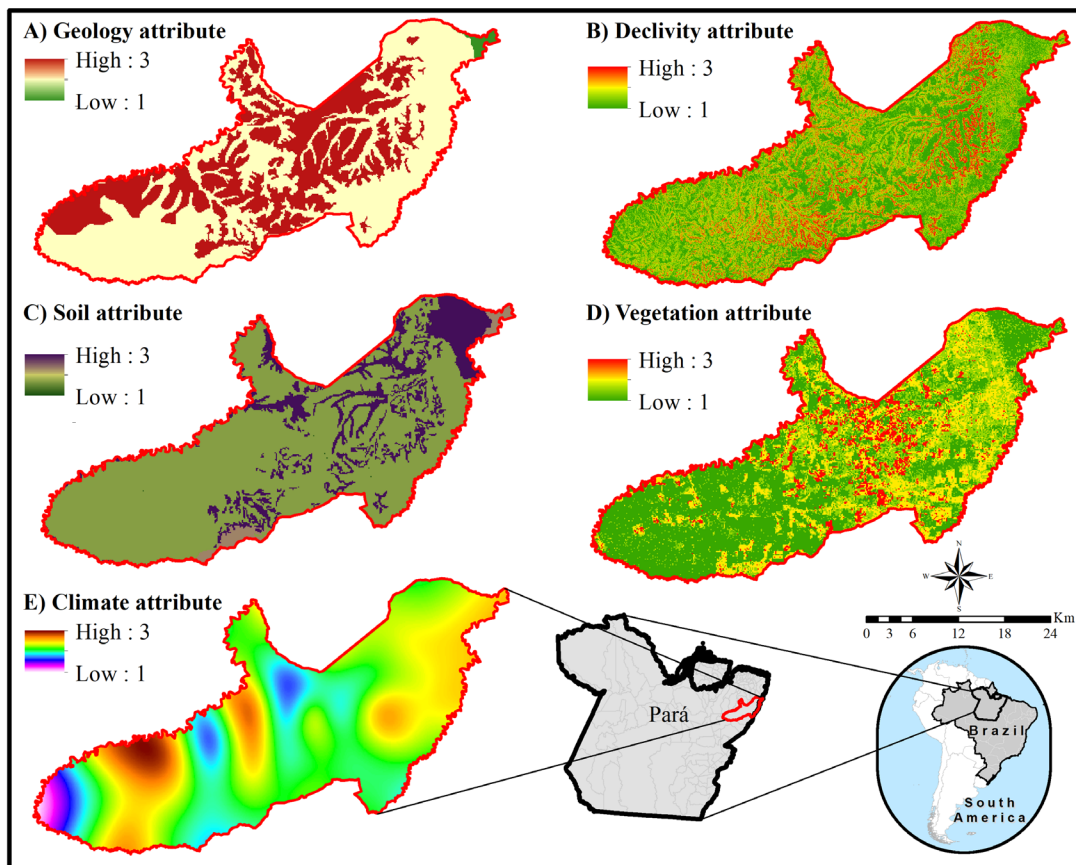 A) Geology attribute
High : 3
Low : 1
B) Declivity attribute
High : 3
Low : 1
C) Soil attribute
High : 3
Low : 1
D) Vegetation attribute
High : 3
Low : 1
N
W
E
S
E) Climate attribute
High : 3
Low : 1
Km
0 3 6 12 18 24
Pará
Brazil
South
America